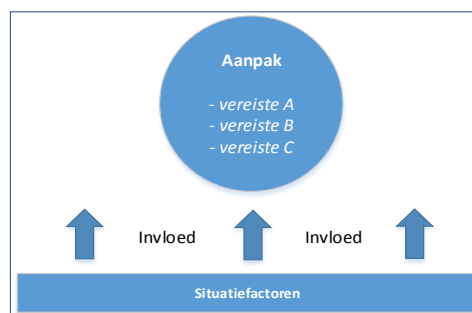 Aanpak
- vereiste A
- vereiste B
- vereiste C
Invloed Invloed
Situatiefactoren